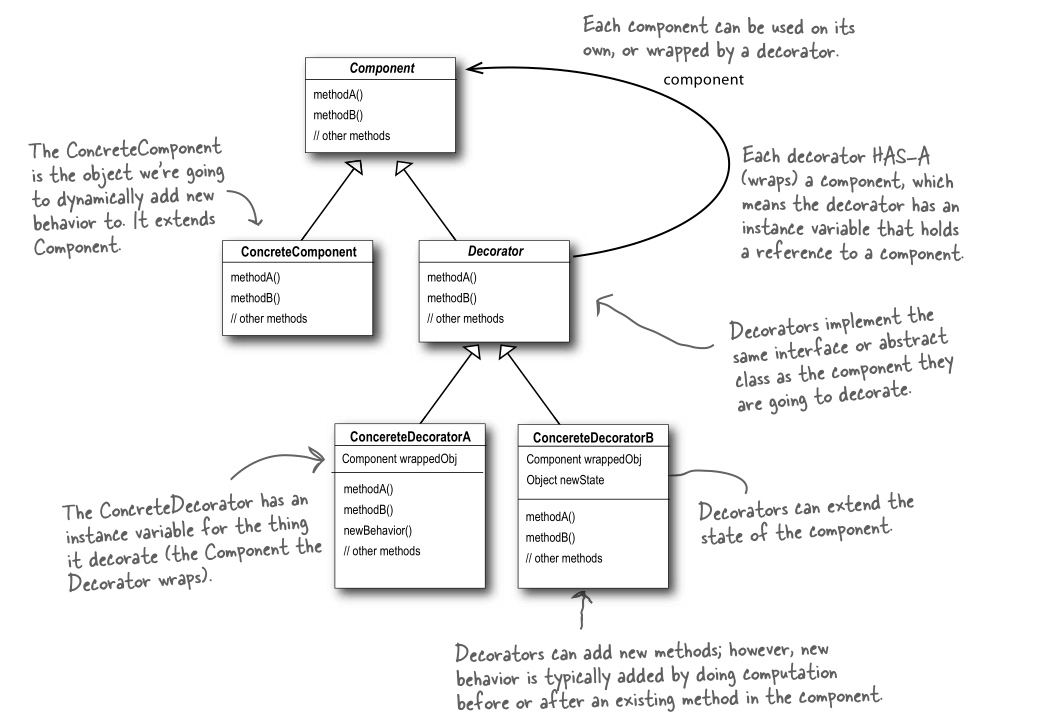 Each component can be used on its
own, or wrapped by a decorator.
component
Component
methodA()
methodB()
// other methods
The ConcreteComponent
is the object we're going
to dynamically add new
behavior to. It extends
Component.
Each decorator HAS-A
(wraps) a component, which
means the decorator has an
instance variable that holds
a reference to a component.
ConcreteComponent
methodA()
methodB()
// other methods
Decorator
methodA()
methodB()
// other methods
Decorators implement the
same interface or abstract
class as the component they
are going to decorate.
ConcereteDecoratorA
Component wrappedObj
methodA()
methodB()
newBehavior()
// other methods
ConcereteDecoratorB
Component wrappedObj
Object newState
methodA()
methodB()
// other methods
The ConcreteDecorator has an
instance variable for the thing
it decorate (the Component the
Decorator wraps).
Decorators can extend the
state of the component.
Decorators can add new methods; however, new
behavior is typically added by doing computation
before or after an existing method in the component.